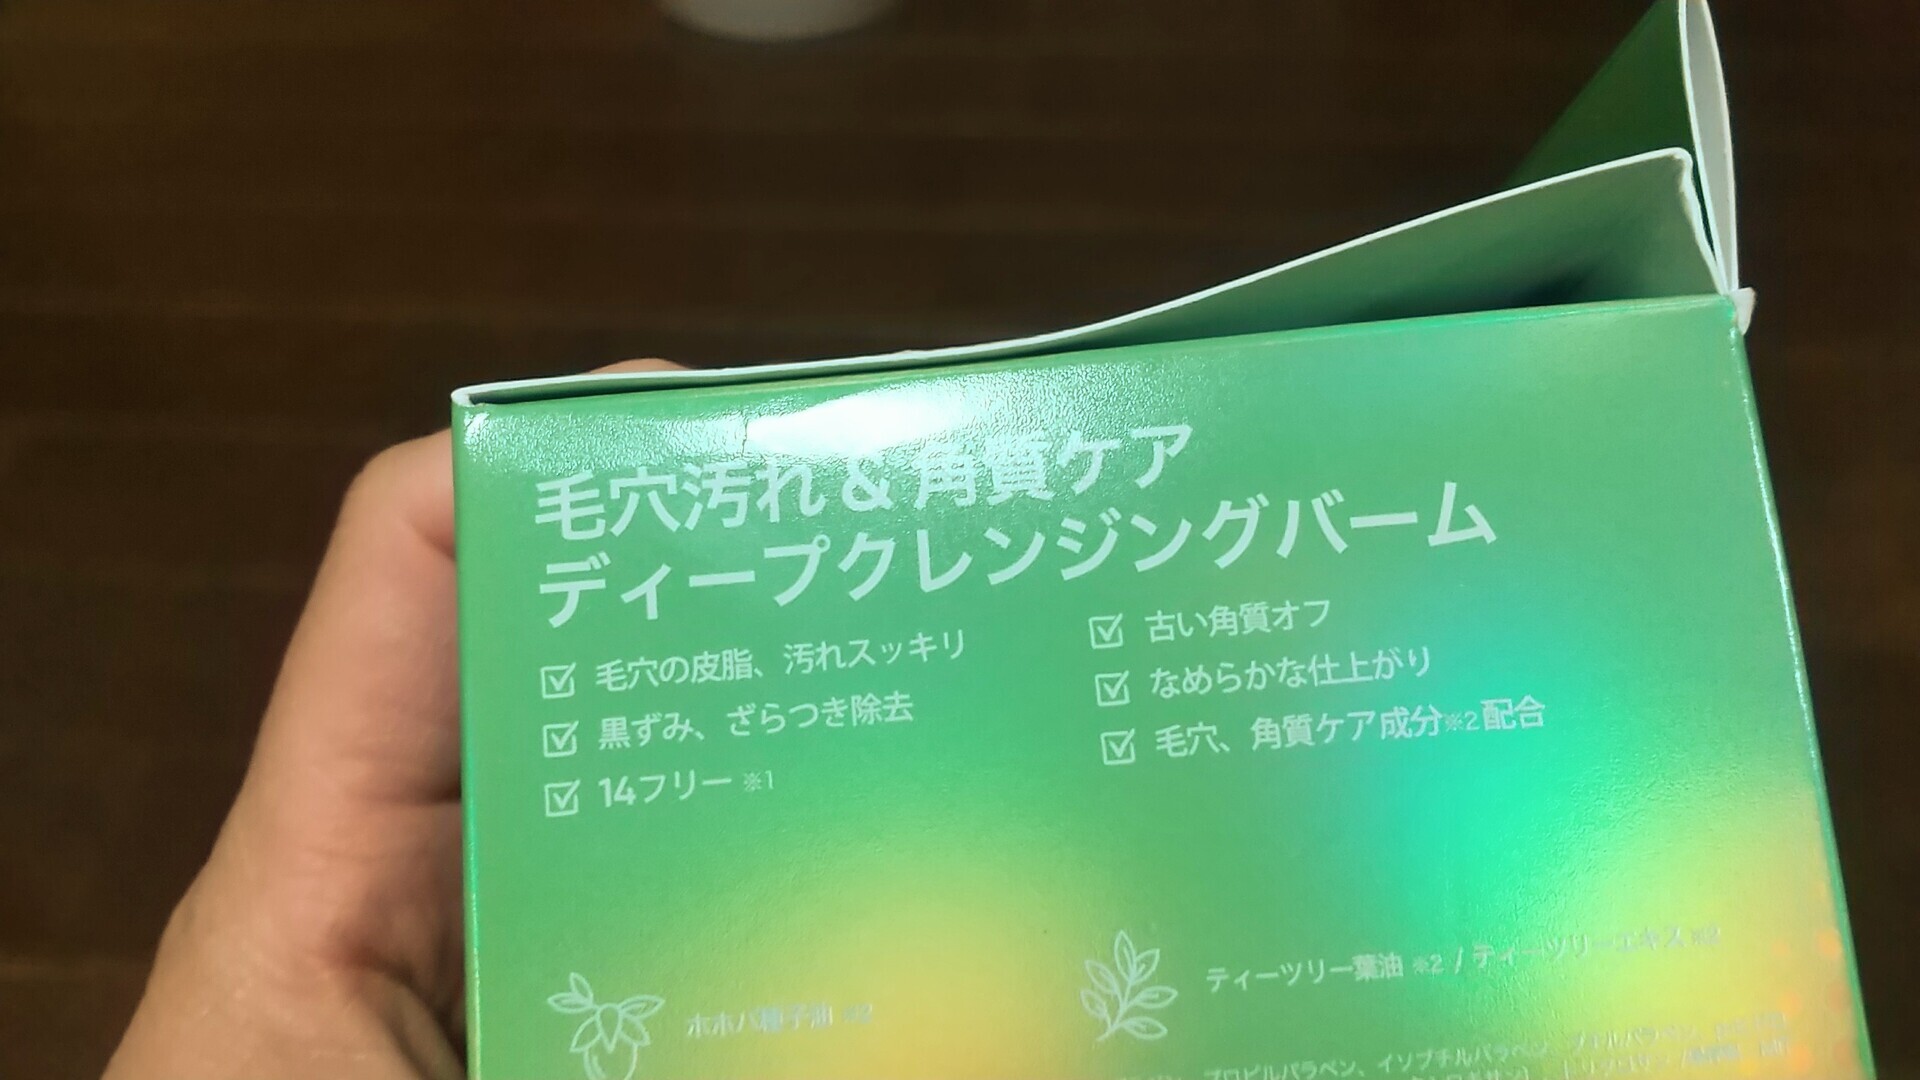 毛穴汚れ & 角質ケア
ディープクレンジングバーム
毛穴の皮脂、汚れスッキリ
黒ずみ、ざらつき除去
14フリー ※1
古い角質オフ
なめらかな仕上がり
毛穴、角質ケア成分※2配合
ホホバ種子油 ※2
ティーツリー葉油 ※2 / ティーツリーエキス ※2
プロピルパラベン、イソブチルパラベン、ブチルパラベン、